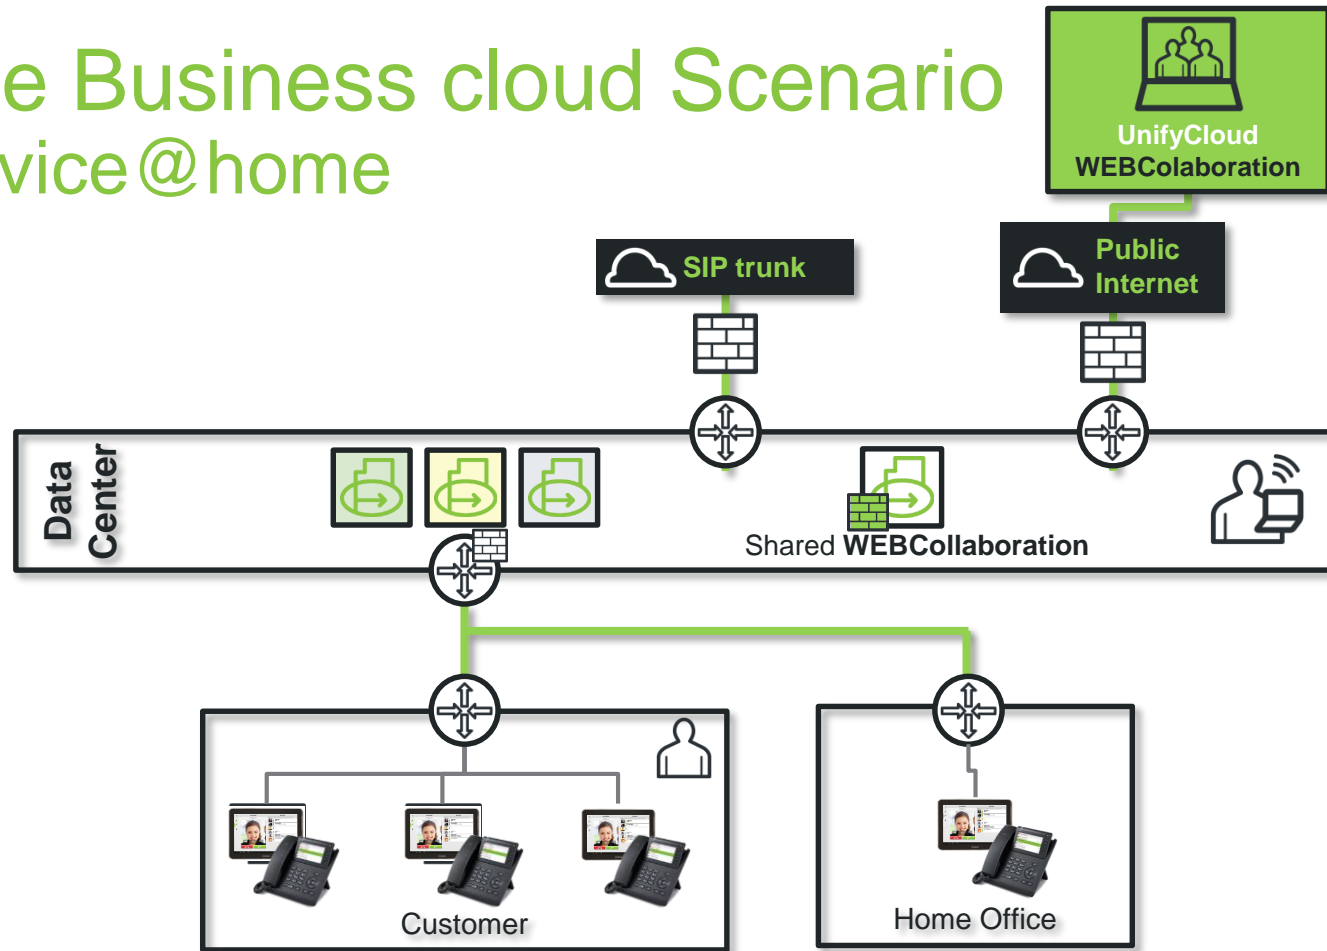 e Business cloud Scenario
vice@home
UnifyCloud
WEBColaboration
SIP trunk
Public
Internet
Data
Center
Shared WEBCollaboration
Customer
Home Office